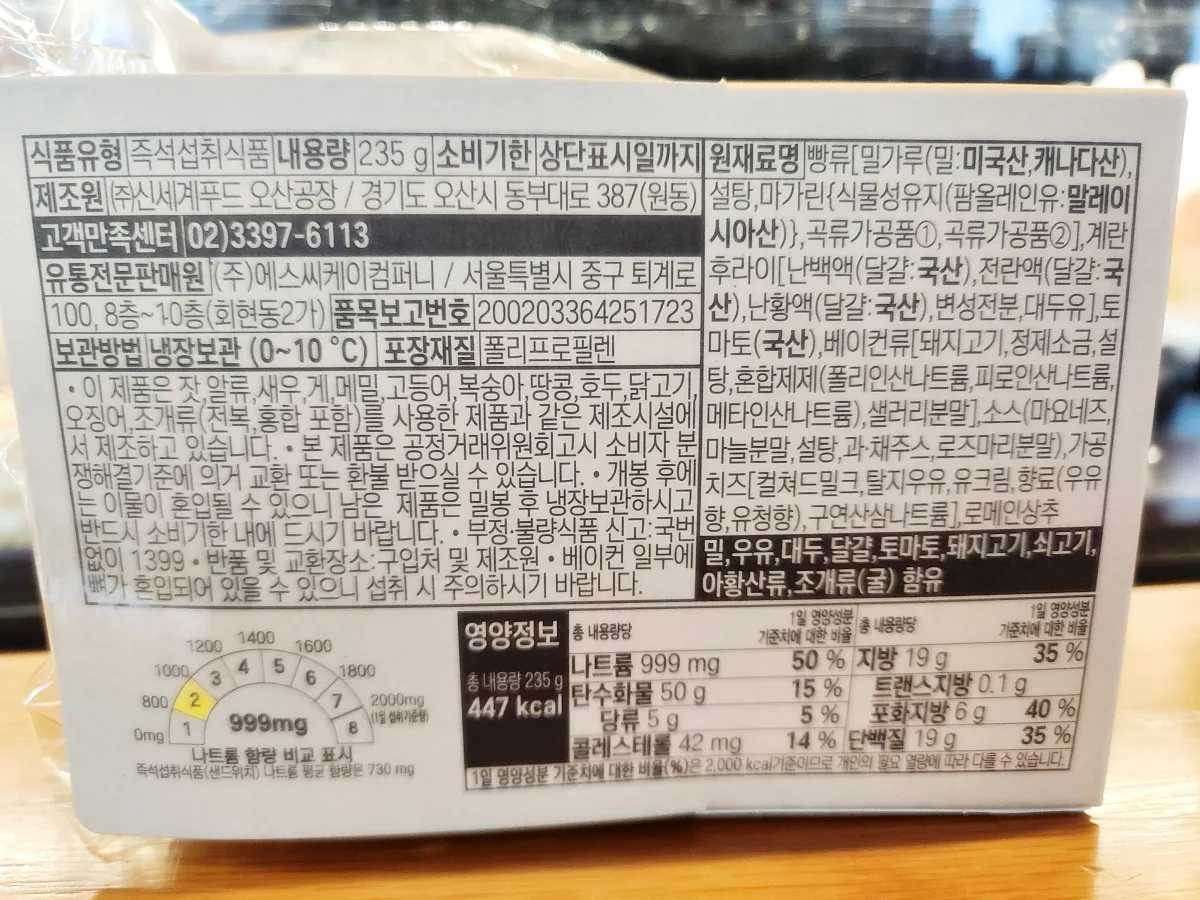 식품유형 즉석섭취식품 내용량 235 g 소비기한 상단표시일까지
제조원 ㈜신세계푸드 오산공장 / 경기도 오산시 동부대로 387(원동)
고객만족센터 02)3397-6113
유통전문판매원 (주)에스씨케이컴퍼니 / 서울특별시 중구 퇴계로
100, 8층~10층(회현동2가) 품목보고번호 200203364251723
보관방법 냉장보관 (0~10 ℃) 포장재질 폴리프로필렌
• 이 제품은 잣,알류,새우,게,메밀,고등어,복숭아,땅콩,호두,닭고기,
오징어,조개류(전복,홍합 포함)를 사용한 제품과 같은 제조시설에
서 제조하고 있습니다. • 본 제품은 공정거래위원회고시 소비자 분
쟁해결기준에 의거 교환 또는 환불 받으실 수 있습니다. • 개봉 후에
는 이물이 혼입될 수 있으니 남은 제품은 밀봉 후 냉장보관하시고
반드시 소비기한 내에 드시기 바랍니다. • 부정·불량식품 신고:국번
없이 1399 • 반품 및 교환장소:구입처 및 제조원 • 베이컨 일부에
뼈가 혼입되어 있을 수 있으니 섭취 시 주의하시기 바랍니다.
원재료명 빵류[밀가루(밀:미국산,캐나다산),
설탕,마가린{식물성유지(팜올레인유:말레이
시아산)},곡류가공품①,곡류가공품②],계란
후라이[난백액(달걀:국산),전란액(달걀:국
산),난황액(달걀:국산),변성전분,대두유],토
마토(국산),베이컨류[돼지고기,정제소금,설
탕,혼합제제(폴리인산나트륨,피로인산나트륨,
메타인산나트륨),샐러리분말],소스(마요네즈,
마늘분말,설탕,과·채주스,로즈마리분말),가공
치즈[컬쳐드밀크,탈지우유,유크림,향료(우유
향,유청향),구연산삼나트륨],로메인상추
밀,우유,대두,달걀,토마토,돼지고기,쇠고기,
아황산류,조개류(굴) 함유
0mg 800 1000 1200 1400 1600 1800 2000mg
(1일 섭취기준량)
1 2 3 4 5 6 7 8
999mg
나트륨 함량 비교 표시
즉석섭취식품(샌드위치) 나트륨 평균 함량은 730 mg
영양정보
총 내용량 235 g
447 kcal
총 내용량당 1일 영양성분 기준치에 대한 비율
나트륨 999 mg 50 %
탄수화물 50 g 15 %
당류 5 g 5 %
콜레스테롤 42 mg 14 %
총 내용량당 1일 영양성분 기준치에 대한 비율
지방 19 g 35 %
트랜스지방 0.1 g
포화지방 6 g 40 %
단백질 19 g 35 %
1일 영양성분 기준치에 대한 비율(%)은 2,000 kcal기준이므로 개인의 필요 열량에 따라 다를 수 있습니다.